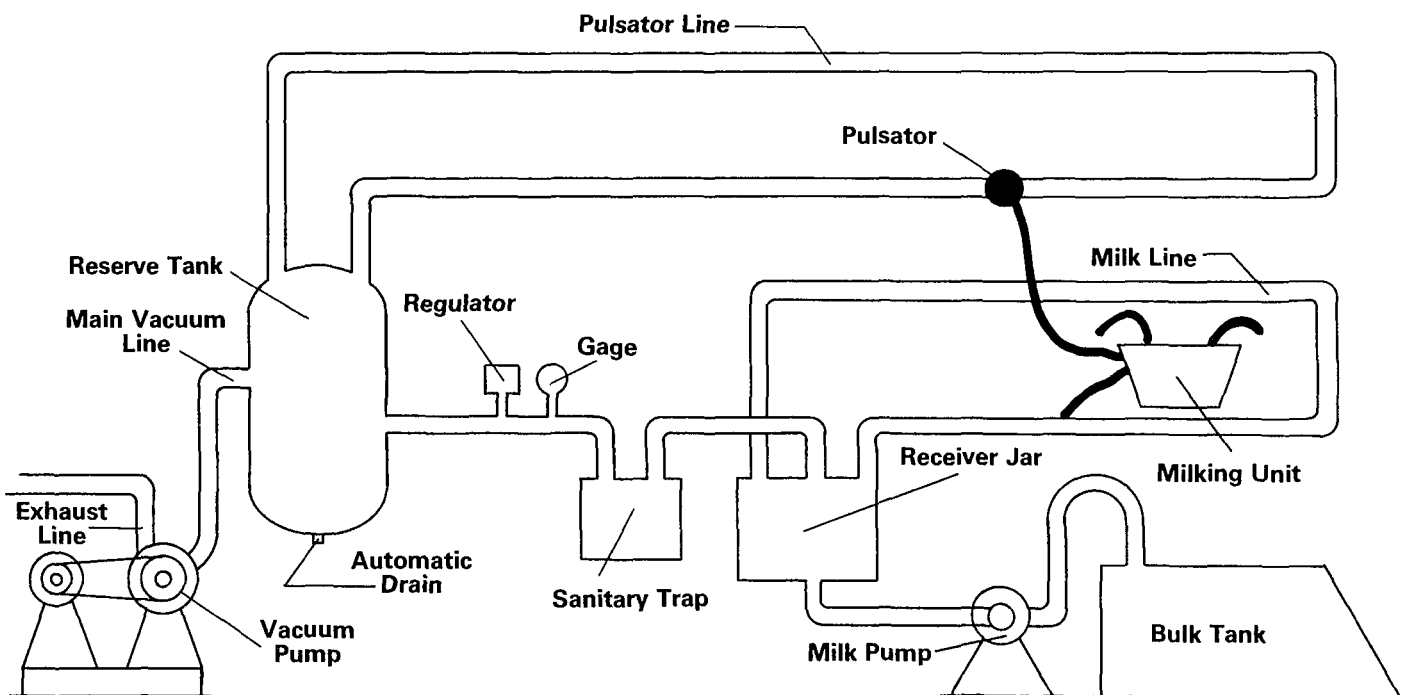 Pulsator Line
Pulsator
Milk Line
Reserve Tank
Regulator
Main Vacuum
Line
Gage
Receiver Jar
Milking Unit
Exhaust
Line
Automatic
Drain
Sanitary Trap
Vacuum
Pump
Milk Pump
Bulk Tank